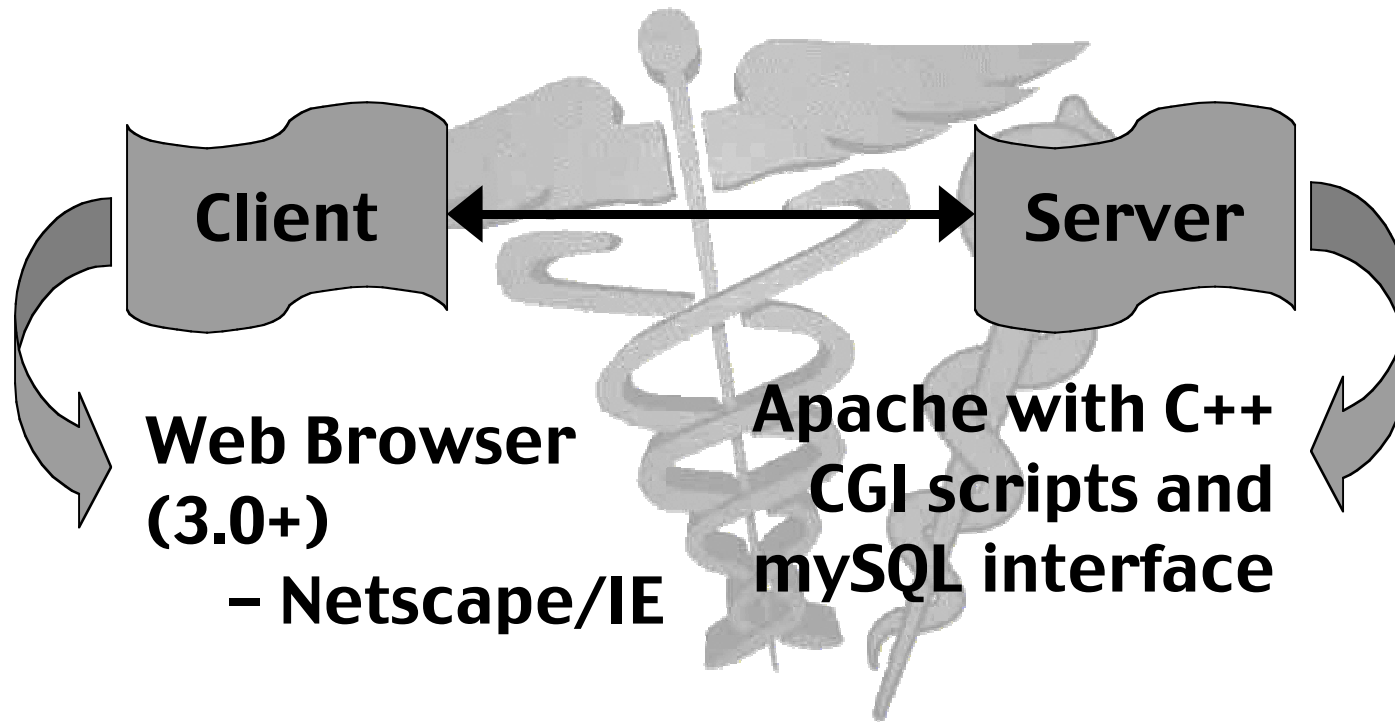 Client
Server
Web Browser
(3.0+)
– Netscape/IE
Apache with C++
CGI scripts and
mySQL interface